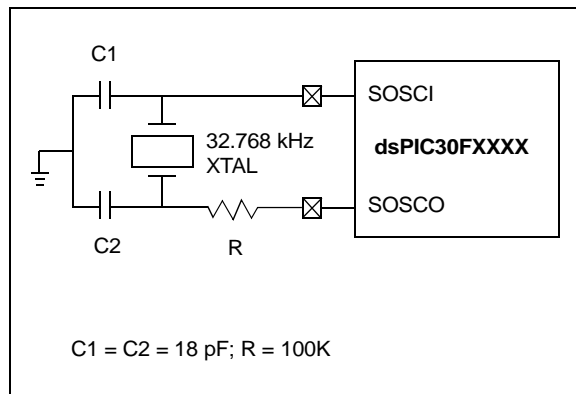 C1
SOSCI
32.768 kHz
XTAL
dsPIC30FXXXX
SOSCO
C2
R
C1 = C2 = 18 pF; R = 100K